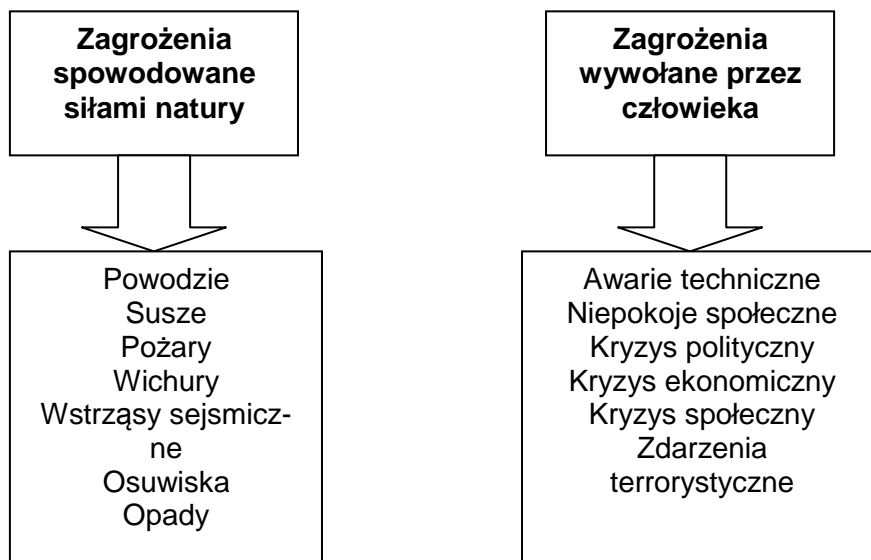 Zagrożenia
spowodowane
siłami natury
Powodzie
Susze
Pożary
Wichury
Wstrząsy sejsmicz-
ne
Osuwiska
Opady
Zagrożenia
wywołane przez
człowieka
Awarie techniczne
Niepokoje społeczne
Kryzys polityczny
Kryzys ekonomiczny
Kryzys społeczny
Zdarzenia
terrorystyczne